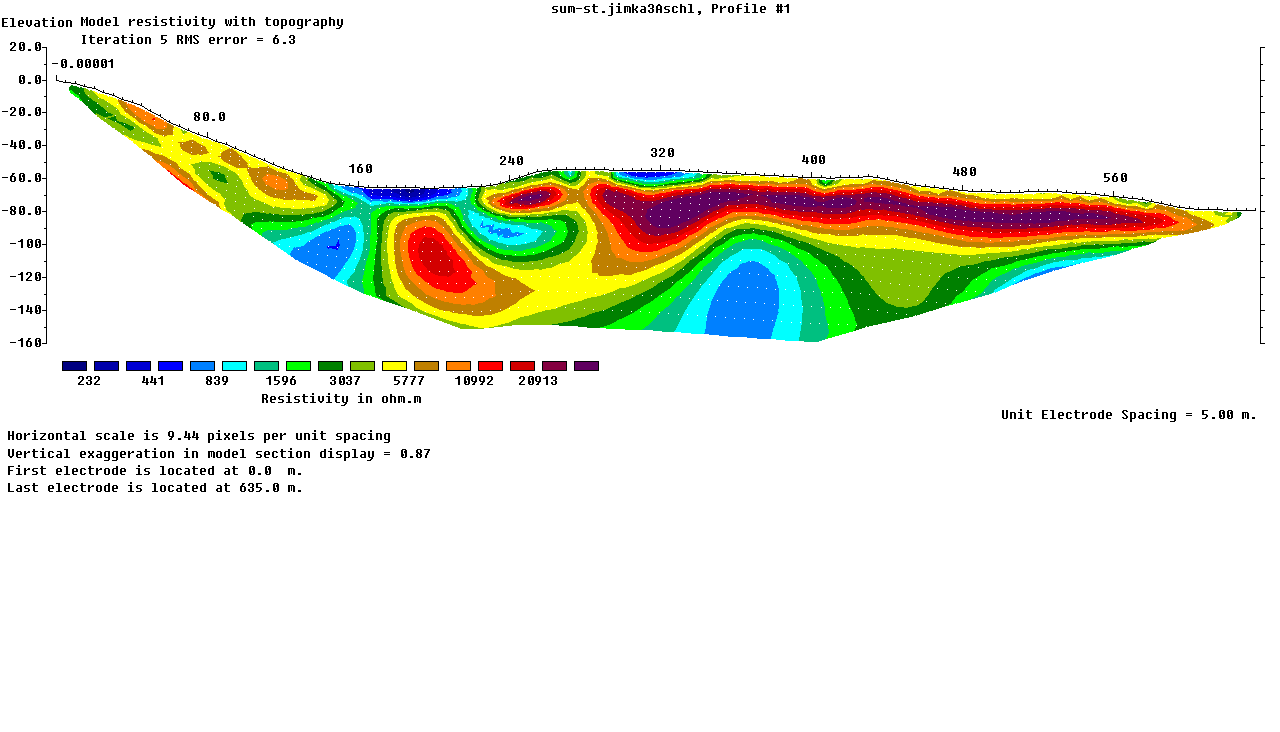 sum-st.jimka3Aschl, Profile #1
Elevation Model resistivity with topography
Iteration 5 RMS error = 6.3
20.0
-0.00001
0.0
-20.0
80.0
-40.0
160
240
320
400
480
560
-60.0
-80.0
-100
-120
-140
-160
232 441 839 1596 3037 5777 10992 20913
Resistivity in ohm.m
Unit Electrode Spacing = 5.00 m.
Horizontal scale is 9.44 pixels per unit spacing
Vertical exaggeration in model section display = 0.87
First electrode is located at 0.0 m.
Last electrode is located at 635.0 m.